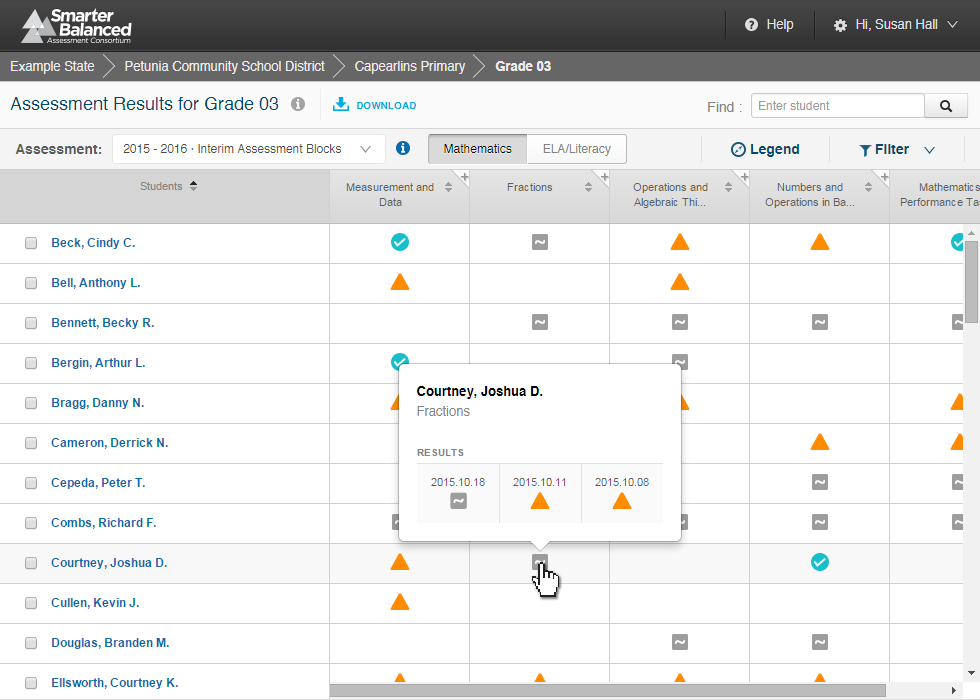 Smarter
Balanced
Assessment Consortium
Help
Hi, Susan Hall
Example State
Petunia Community School District
Capearlins Primary
Grade 03
Assessment Results for Grade 03
DOWNLOAD
Find :
Enter student
Assessment:
2015 - 2016 · Interim Assessment Blocks
Mathematics
ELA/Literacy
Legend
Filter
Students
Measurement and
Data
Fractions
Operations and
Algebraic Thi...
Numbers and
Operations in Ba...
Mathematics
Performance Ta
Beck, Cindy C.
Bell, Anthony L.
Bennett, Becky R.
Bergin, Arthur L.
Bragg, Danny N.
Cameron, Derrick N.
Cepeda, Peter T.
Combs, Richard F.
Courtney, Joshua D.
Cullen, Kevin J.
Douglas, Branden M.
Ellsworth, Courtney K.
Courtney, Joshua D.
Fractions
RESULTS
2015.10.18
2015.10.11
2015.10.08